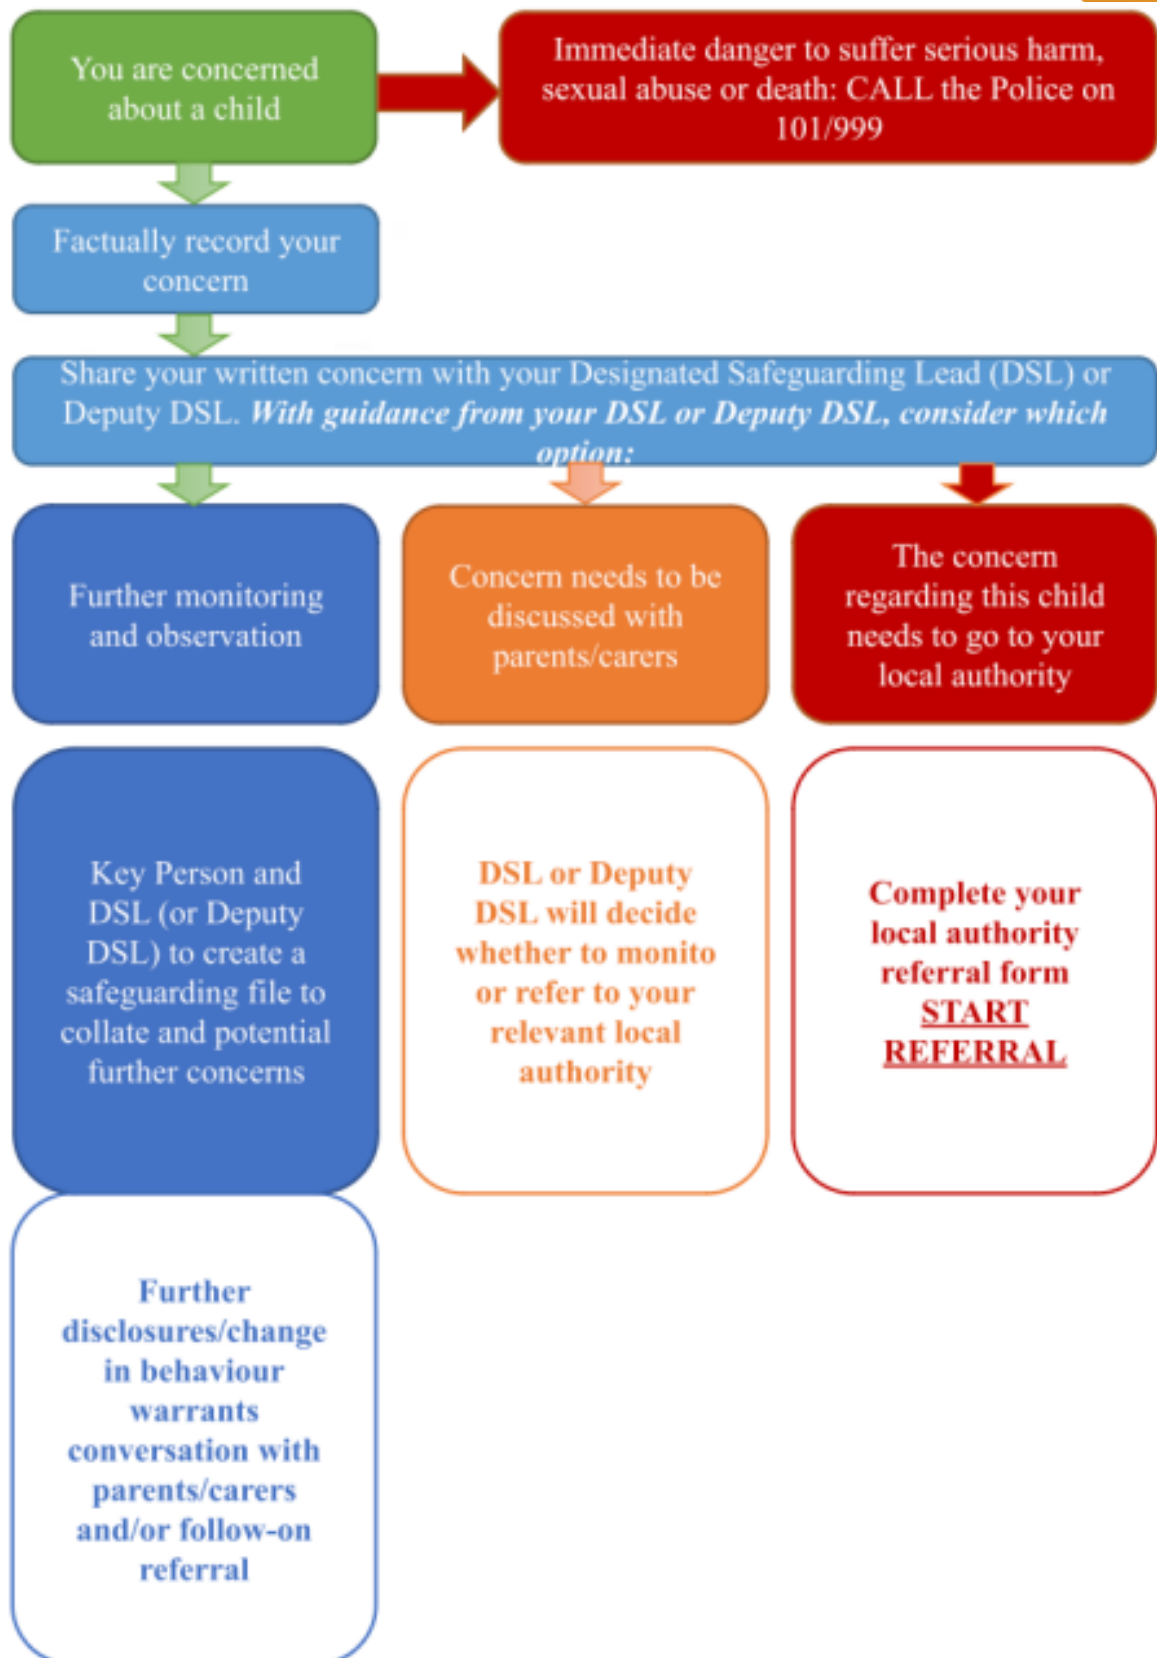 You are concerned
about a child
Immediate danger to suffer serious harm,
sexual abuse or death: CALL the Police on
101/999
Factually record your
concern
Share your written concern with your Designated Safeguarding Lead (DSL) or
Deputy DSL. With guidance from your DSL or Deputy DSL, consider which
option:
Further monitoring
and observation
Concern needs to be
discussed with
parents/carers
The concern
regarding this child
needs to go to your
local authority
Key Person and
DSL (or Deputy
DSL) to create a
safeguarding file to
collate and potential
further concerns
DSL or Deputy
DSL will decide
whether to monito
or refer to your
relevant local
authority
Complete your
local authority
referral form
START
REFERRAL
Further
disclosures/change
in behaviour
warrants
conversation with
parents/carers
and/or follow-on
referral